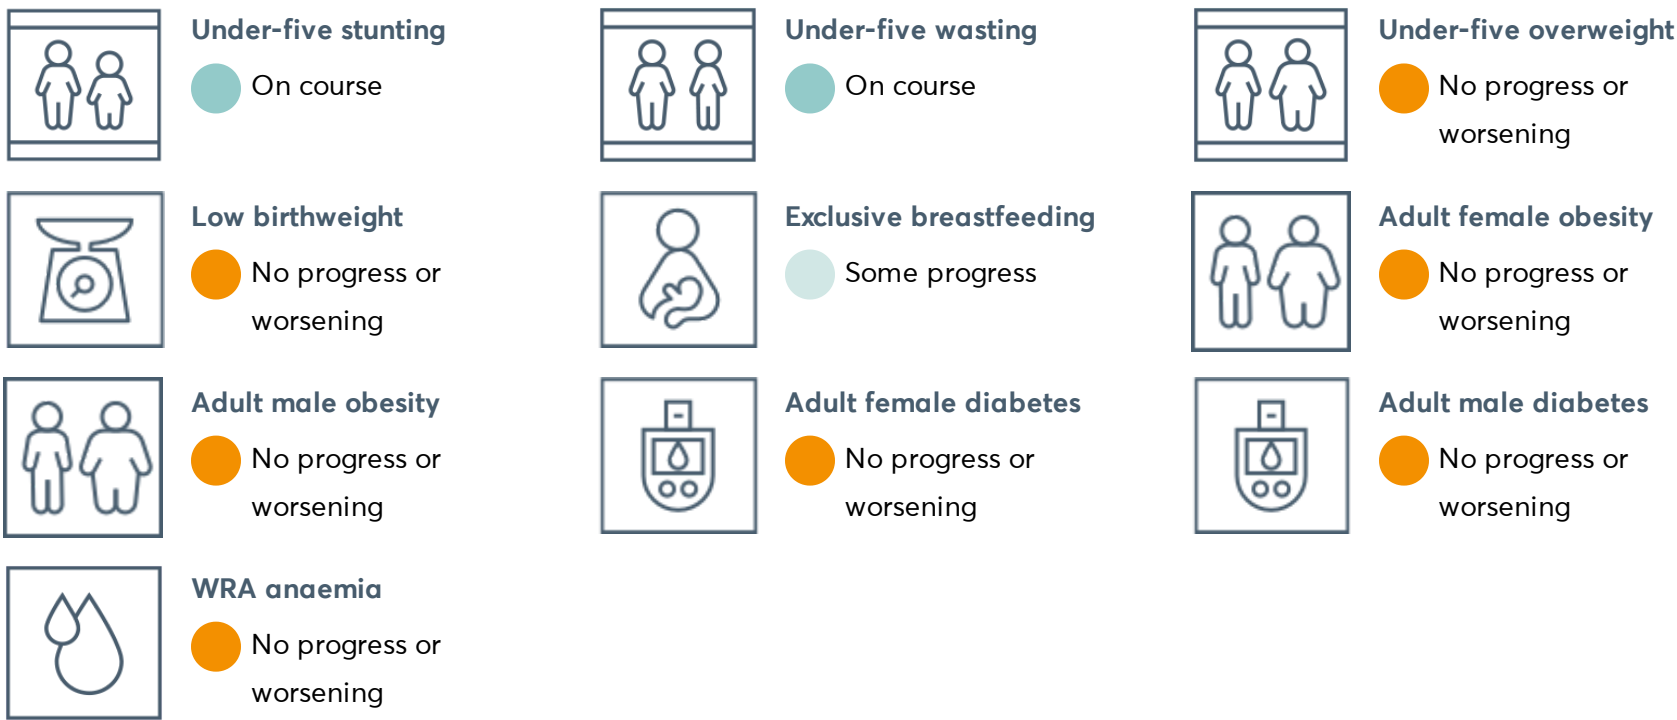 Under-five stunting
On course
Under-five wasting
On course
Under-five overweight
No progress or
worsening
Low birthweight
No progress or
worsening
Exclusive breastfeeding
Some progress
Adult female obesity
No progress or
worsening
Adult male obesity
No progress or
worsening
Adult female diabetes
No progress or
worsening
Adult male diabetes
No progress or
worsening
WRA anaemia
No progress or
worsening